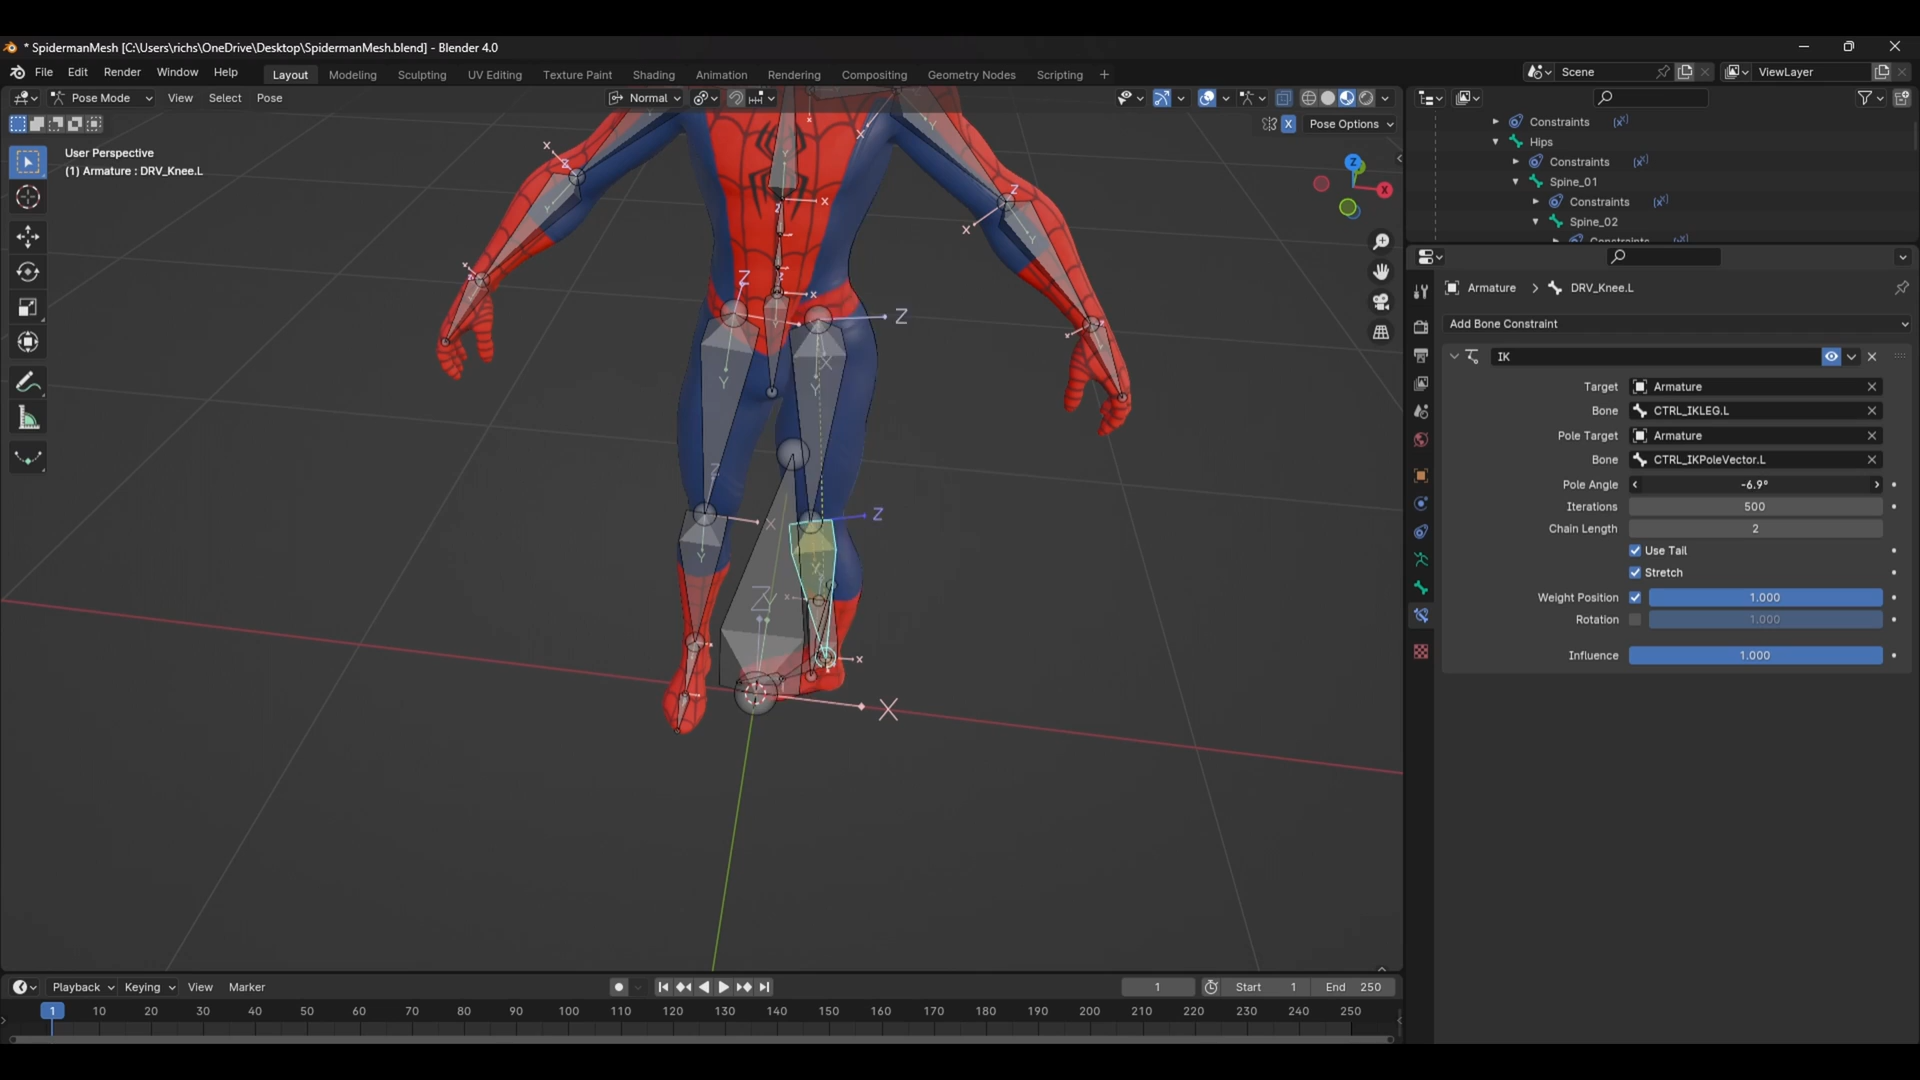 * SpidermanMesh [C:\Users\richs\OneDrive\Desktop\SpidermanMesh.blend] - Blender 4.0
File Edit Render Window Help Layout Modeling Sculpting UV Editing Texture Paint Shading Animation Rendering Compositing Geometry Nodes Scripting + Scene ViewLayer
Pose Mode View Select Pose Normal
X Pose Options
User Perspective
(1) Armature : DRV_Knee.L
Constraints
Hips
Constraints
Spine_01
Constraints
Spine_02
Constraints
Armature > DRV_Knee.L
Add Bone Constraint
IK
Target Armature
Bone CTRL_IKLEG.L
Pole Target Armature
Bone CTRL_IKPoleVector.L
Pole Angle -6.9°
Iterations 500
Chain Length 2
Use Tail
Stretch
Weight Position 1.000
Rotation 1.000
Influence 1.000
Playback Keying View Marker 1 Start 1 End 250
1 10 20 30 40 50 60 70 80 90 100 110 120 130 140 150 160 170 180 190 200 210 220 230 240 250